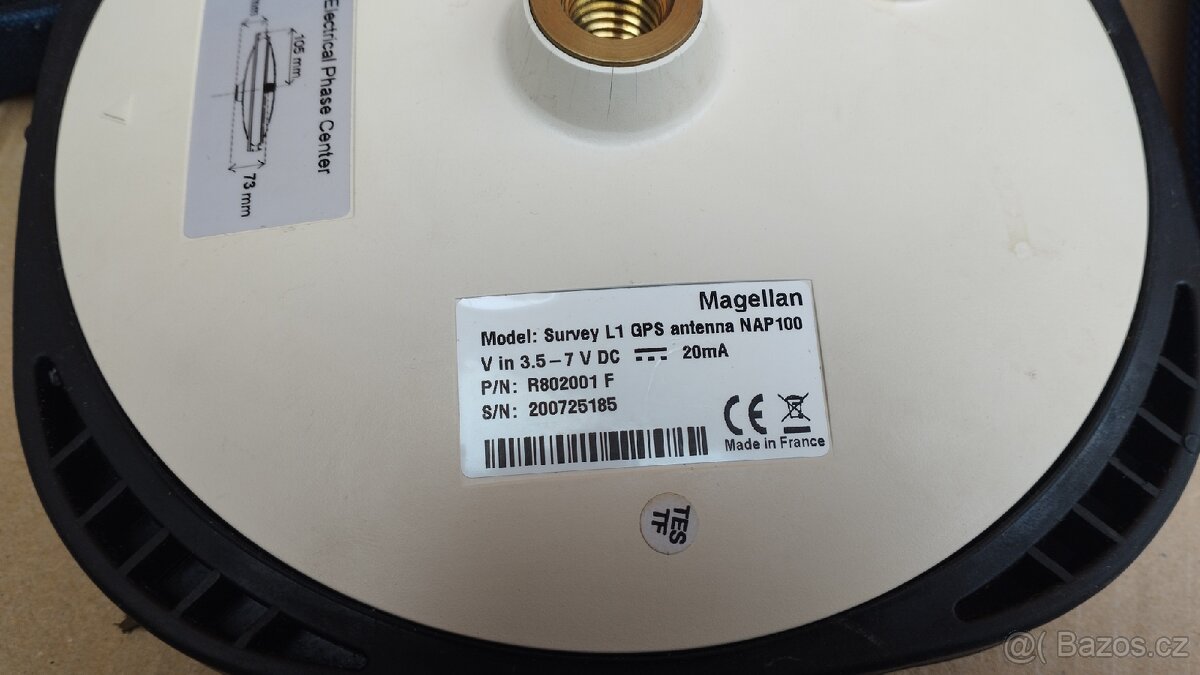 Electrical Phase Center
105 mm
73 mm
mm
Magellan
Model: Survey L1 GPS antenna NAP100
V in 3.5 – 7 V DC 20mA
P/N: R802001 F
S/N: 200725185
CE
Made in France
TES
TF
@( Bazos.cz